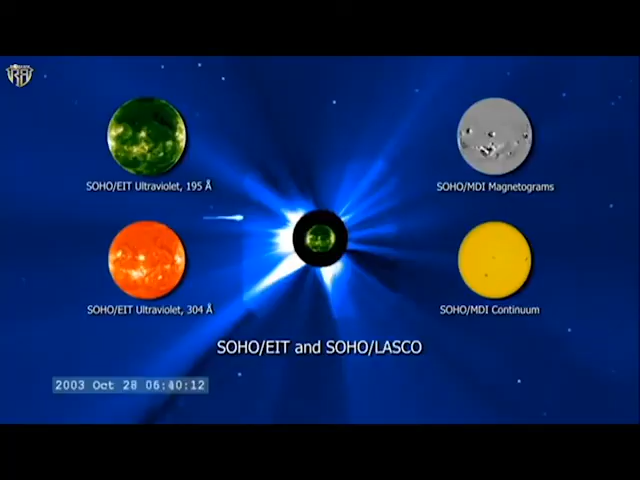 RA
SOHO/EIT Ultraviolet, 195 Å
SOHO/MDI Magnetograms
SOHO/EIT Ultraviolet, 304 Å
SOHO/MDI Continuum
SOHO/EIT and SOHO/LASCO
2003 Oct 28 06:40:12